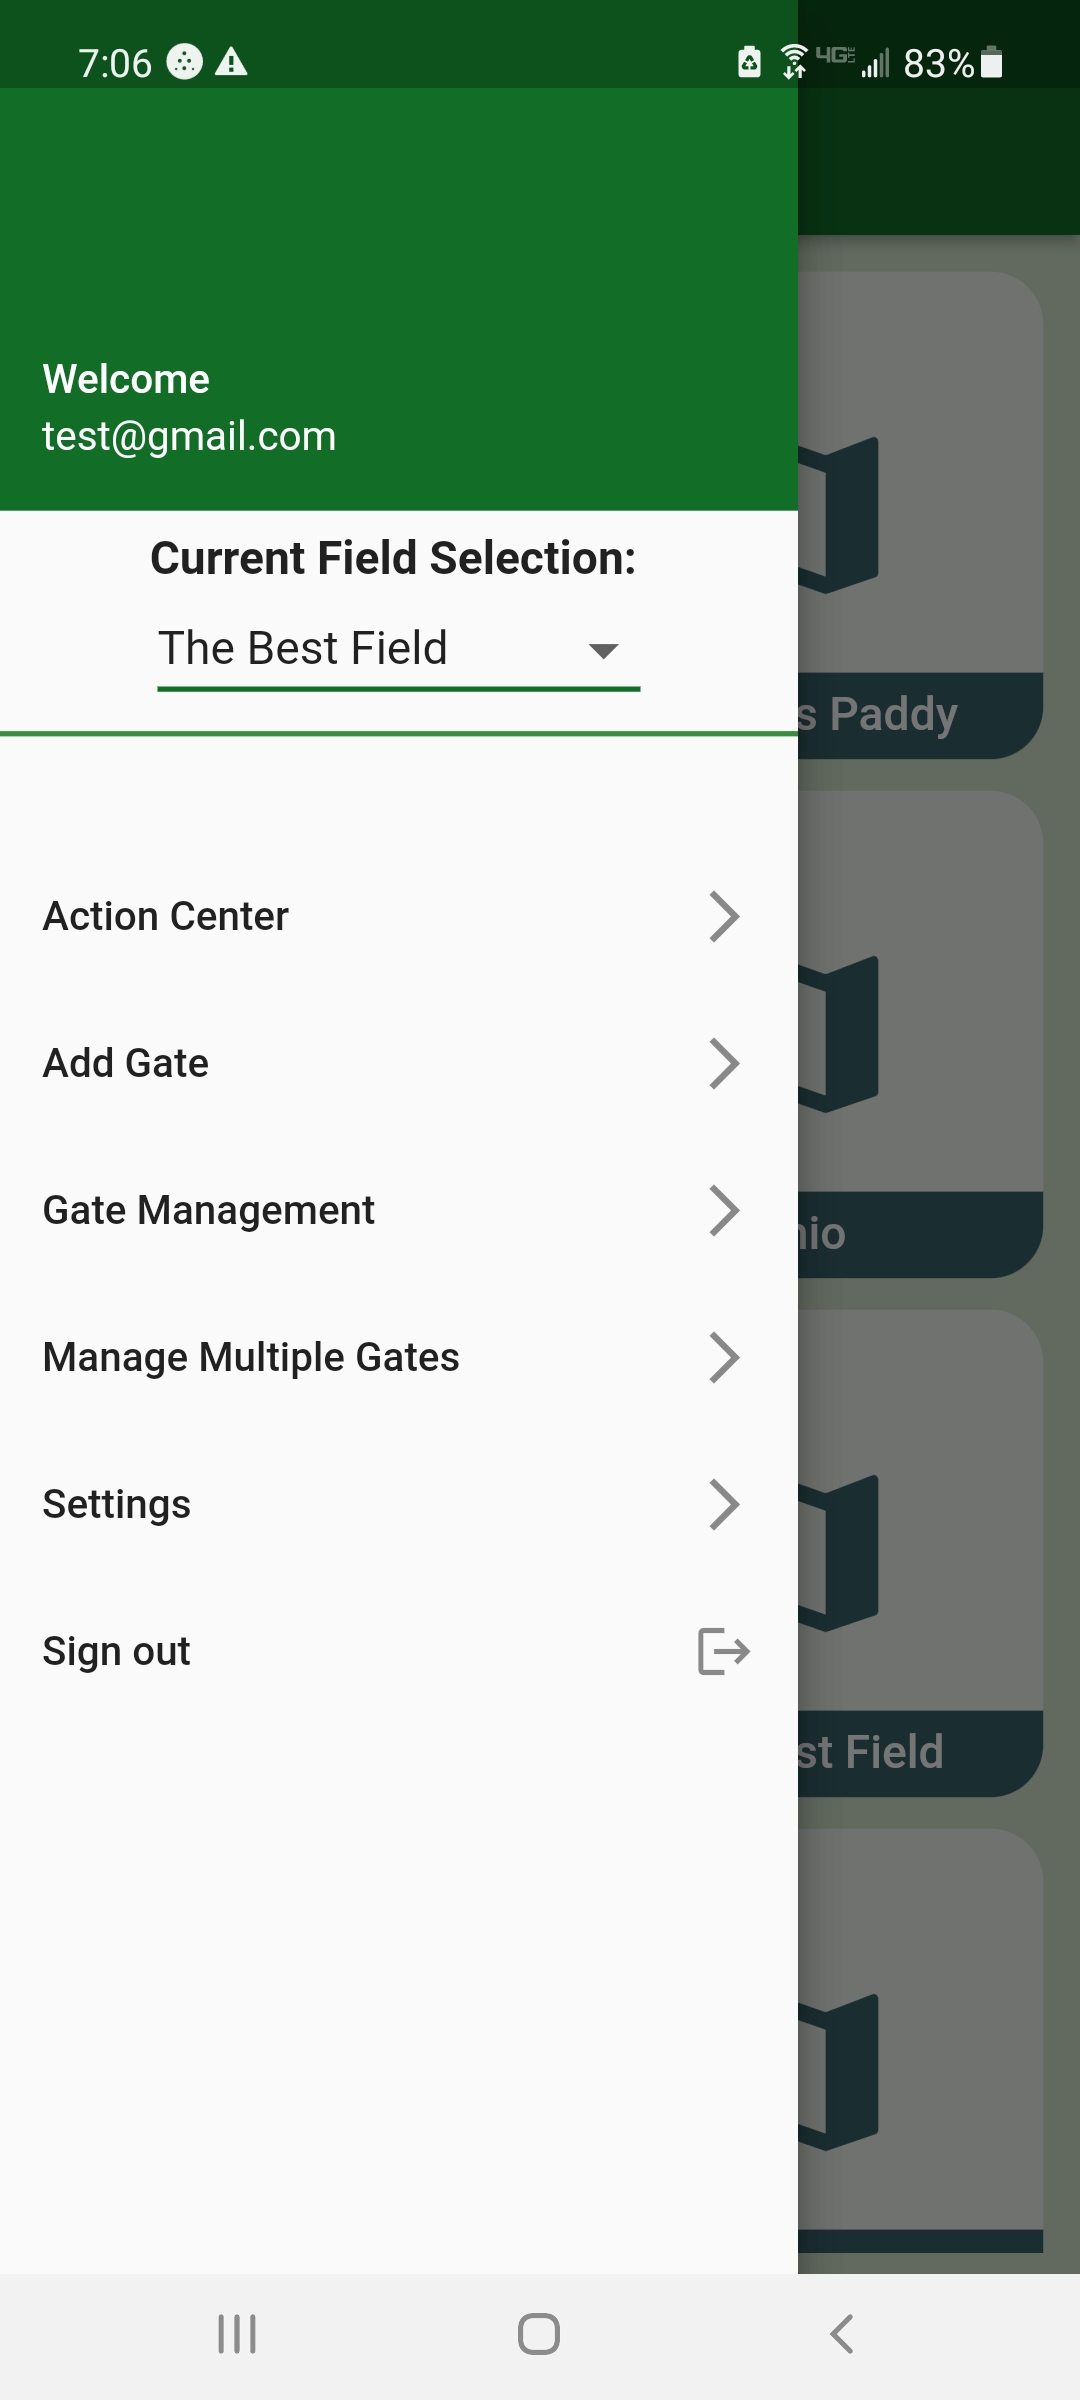 7:06 4G LTE 83%
Welcome
test@gmail.com
Current Field Selection:
The Best Field
s Paddy
Action Center
Add Gate
Gate Management
nio
Manage Multiple Gates
Settings
Sign out
st Field